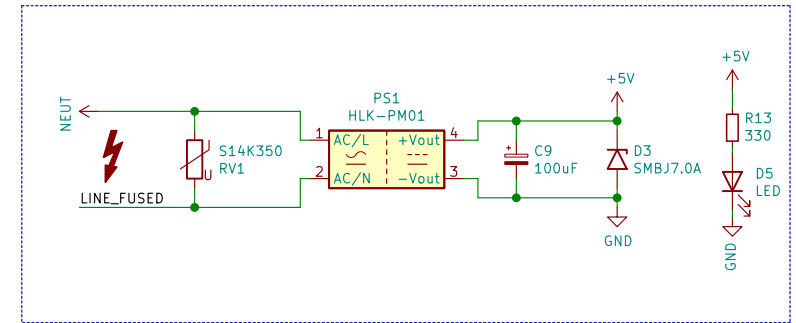 +5V
+5V
PS1
HLK-PM01
NEUT
1
AC/L
+Vout
4
S14K350
RV1
U
2
AC/N
-Vout
3
C9
100uF
+
D3
SMBJ7.0A
R13
330
D5
LED
LINE_FUSED
GND
GND